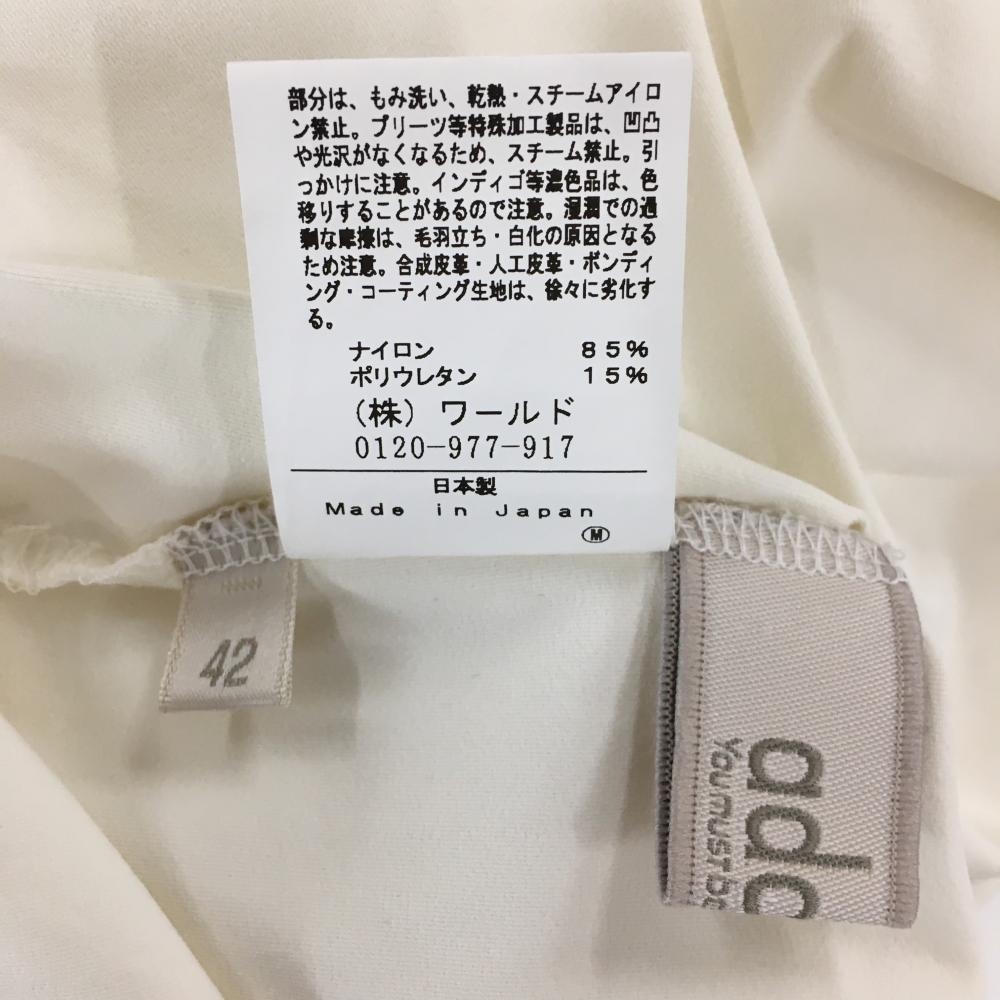 部分は、もみ洗い、乾熱・スチームアイロ
ン禁止。プリーツ等特殊加工製品は、凹凸
や光沢がなくなるため、スチーム禁止。引
っかけに注意。インディゴ等濃色品は、色
移りすることがあるので注意。湿潤での過
剰な摩擦は、毛羽立ち・白化の原因となる
ため注意。合成皮革・人工皮革・ボンディ
ング・コーティング生地は、徐々に劣化す
る。
ナイロン 85%
ポリウレタン 15%
(株) ワールド
0120-977-917
日本製
Made in Japan
M
42
You must be